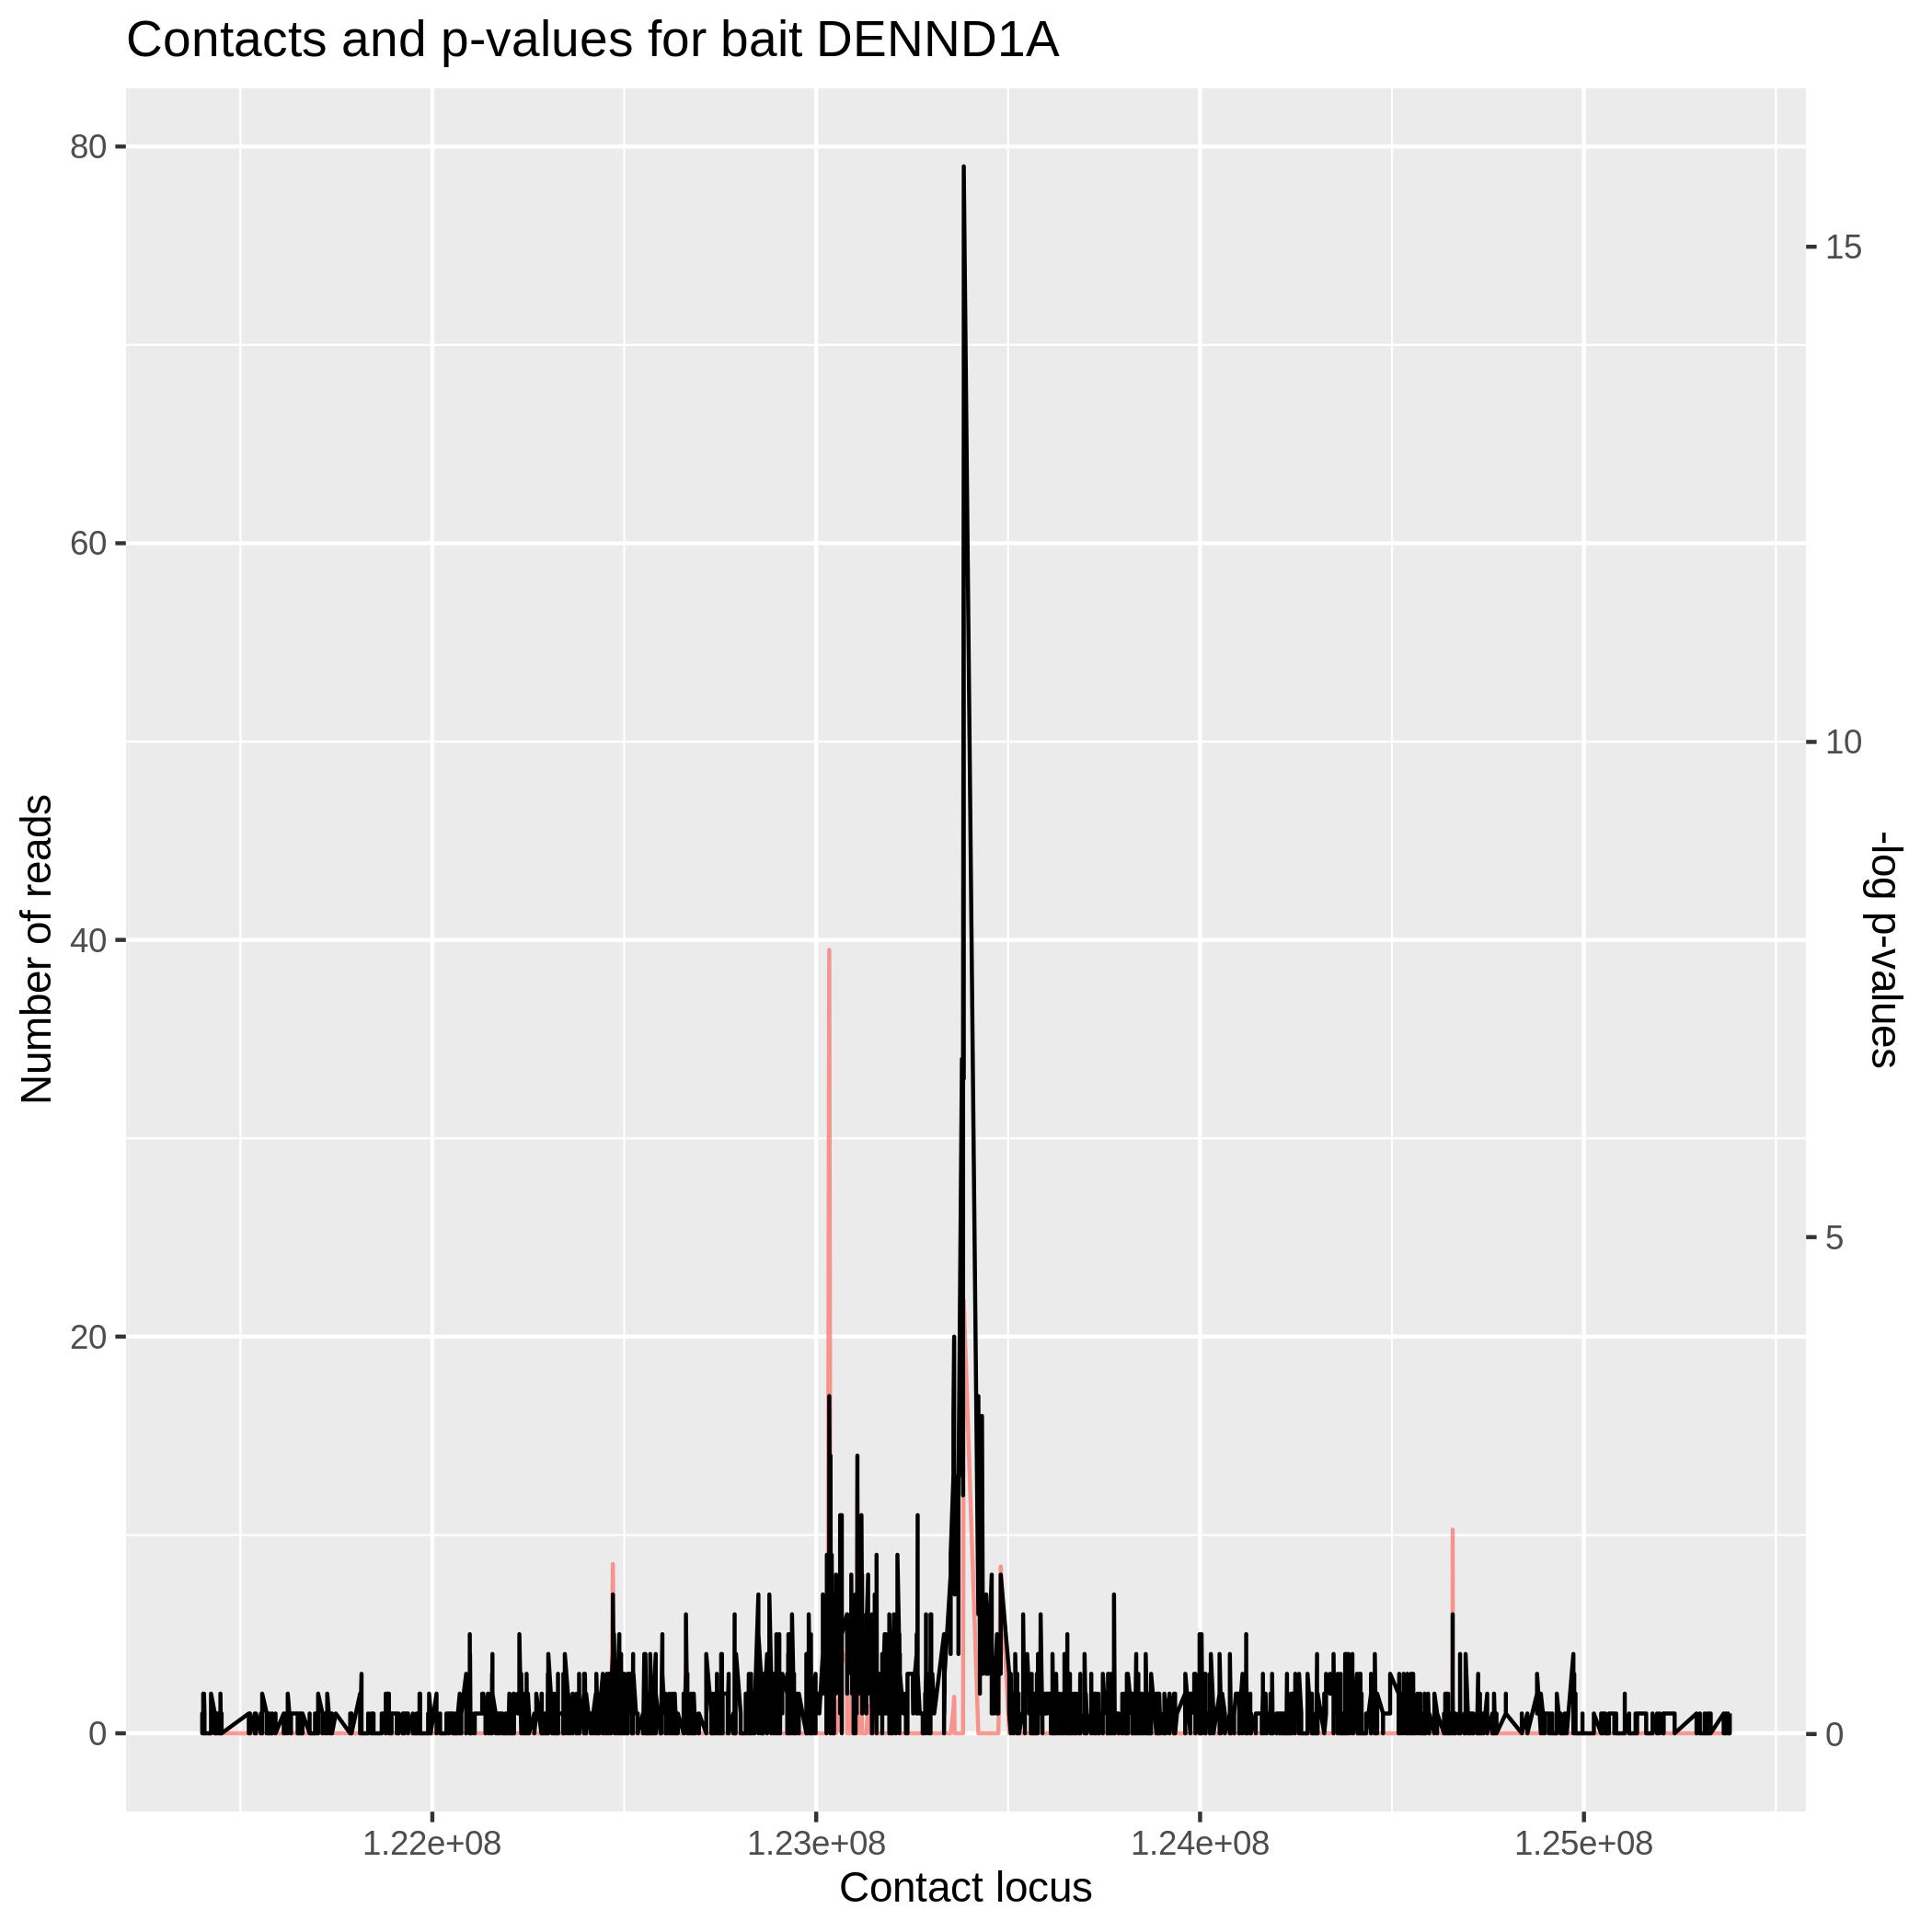 Contacts and p-values for bait DENND1A
80
60
40
20
0
Number of reads
15
10
5
0
-log p-values
1.22e+08
1.23e+08
1.24e+08
1.25e+08
Contact locus